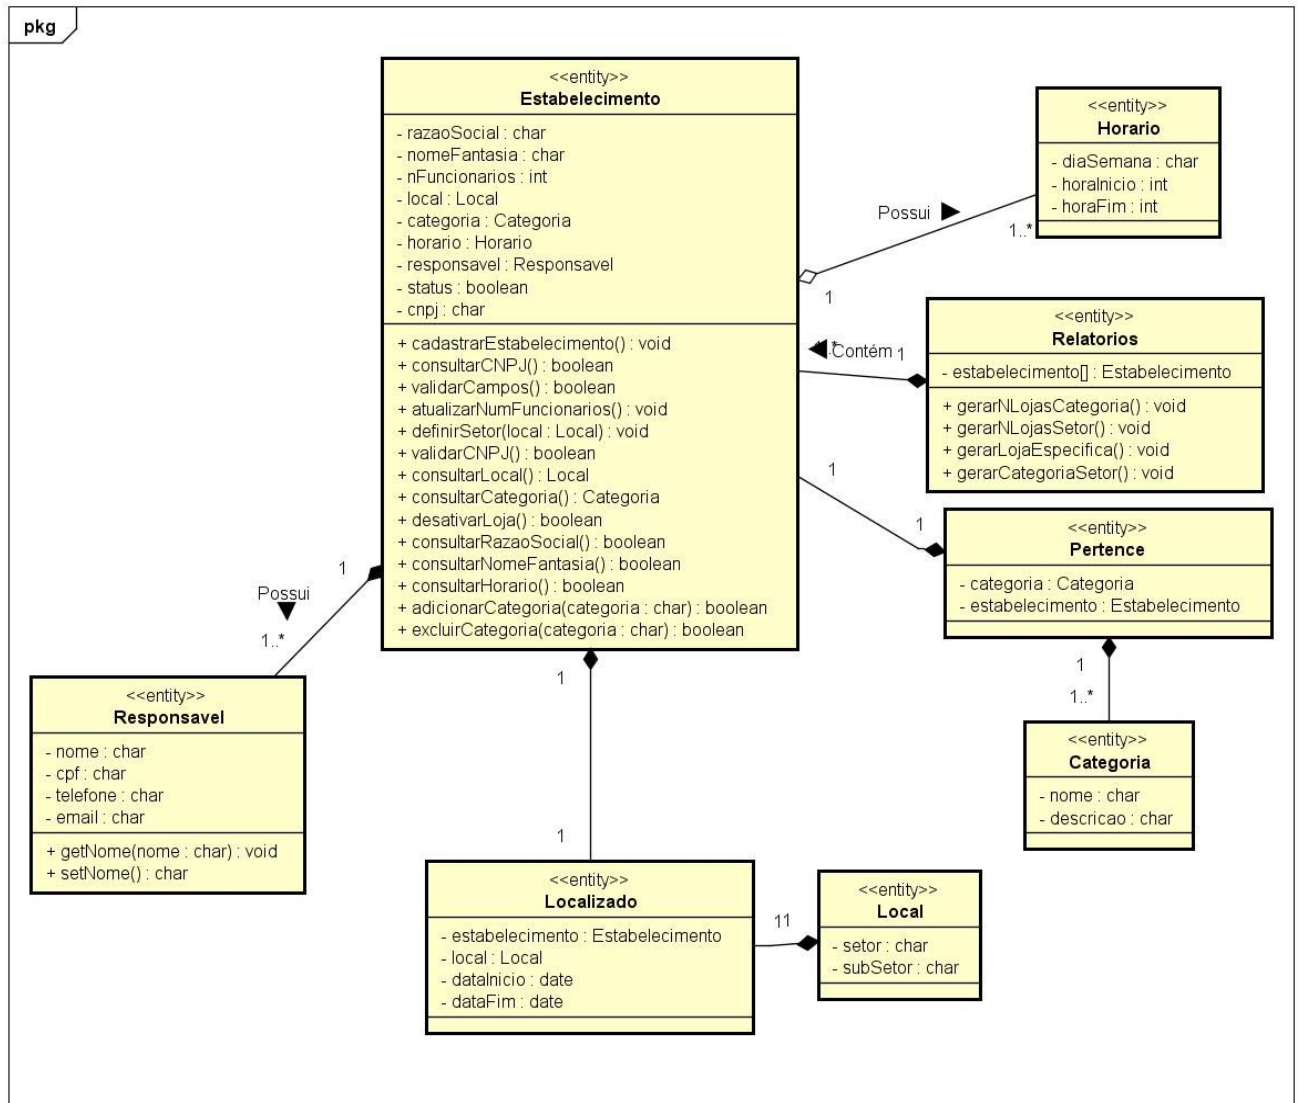 pkg
<<entity>>
Estabelecimento
- razaoSocial : char
- nomeFantasia : char
- nFuncionarios : int
- local : Local
- categoria : Categoria
- horario : Horario
- responsavel : Responsavel
- status : boolean
- cnpj : char
+ cadastrarEstabelecimento() : void
+ consultarCNPJ() : boolean
+ validarCampos() : boolean
+ atualizarNumFuncionarios() : void
+ definirSetor(local : Local) : void
+ validarCNPJ() : boolean
+ consultarLocal() : Local
+ consultarCategoria() : Categoria
+ desativarLoja() : boolean
+ consultarRazaoSocial() : boolean
+ consultarNomeFantasia() : boolean
+ consultarHorario() : boolean
+ adicionarCategoria(categoria : char) : boolean
+ excluirCategoria(categoria : char) : boolean
<<entity>>
Horario
- diaSemana : char
- horaInicio : int
- horaFim : int
Possui
1..*
1
<<entity>>
Relatorios
- estabelecimento[] : Estabelecimento
+ gerarNLojasCategoria() : void
+ gerarNLojasSetor() : void
+ gerarLojaEspecifica() : void
+ gerarCategoriaSetor() : void
Contém
1
1
1
<<entity>>
Pertence
- categoria : Categoria
- estabelecimento : Estabelecimento
1
1..*
<<entity>>
Categoria
- nome : char
- descricao : char
1
Possui
1..*
<<entity>>
Responsavel
- nome : char
- cpf : char
- telefone : char
- email : char
+ getNome(nome : char) : void
+ setNome() : char
1
1
<<entity>>
Localizado
- estabelecimento : Estabelecimento
- local : Local
- dataInicio : date
- dataFim : date
11
<<entity>>
Local
- setor : char
- subSetor : char